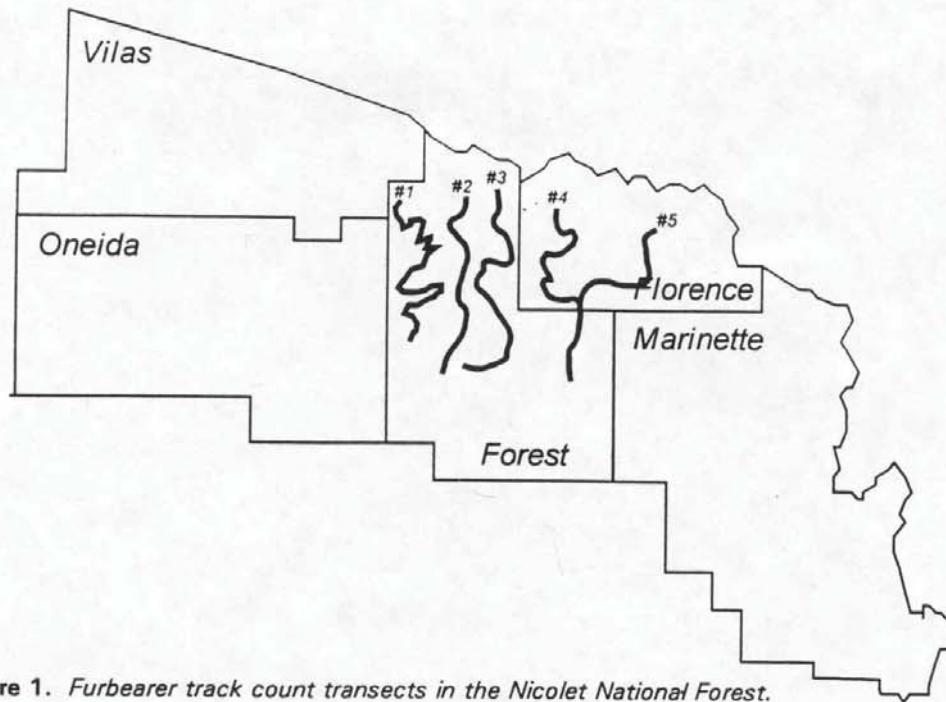 Vilas
#1
#2
#3
#4
#5
Oneida
Florence
Marinette
Forest
re 1. Furbearer track count transects in the Nicolet National Forest.